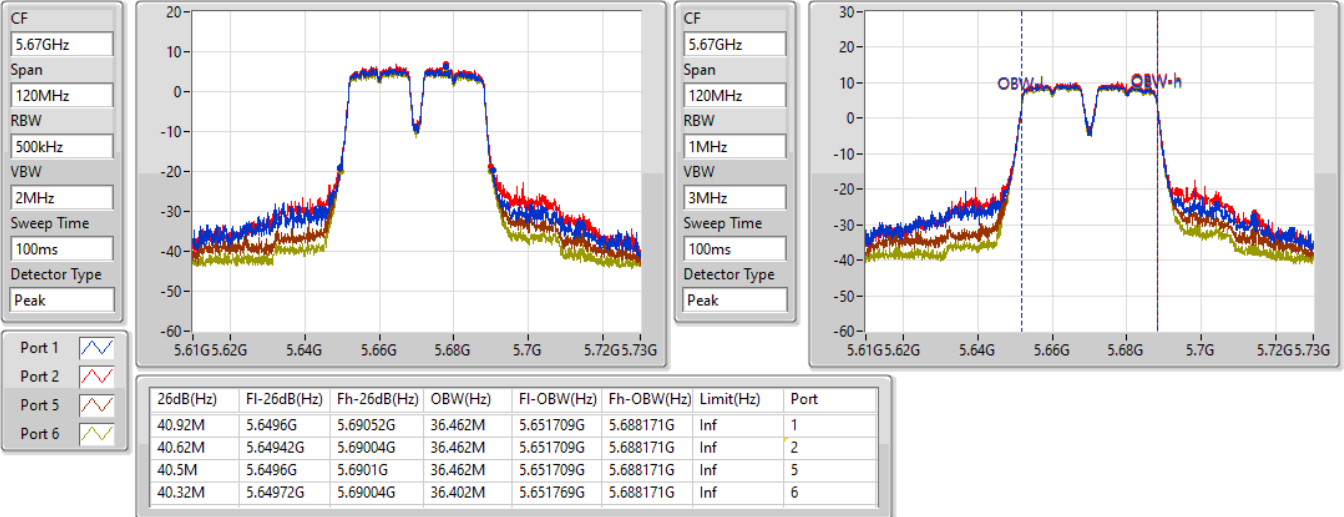 CF
5.67GHz
Span
120MHz
RBW
500kHz
VBW
2MHz
Sweep Time
100ms
Detector Type
Peak
20
10
0
-10
-20
-30
-40
-50
-60
5.61G 5.62G 5.64G 5.66G 5.68G 5.7G 5.72G 5.73G
CF
5.67GHz
Span
120MHz
RBW
1MHz
VBW
3MHz
Sweep Time
100ms
Detector Type
Peak
30
20
10
0
-10
-20
-30
-40
-50
-60
OBW-h
5.61G 5.62G 5.64G 5.66G 5.68G 5.7G 5.72G 5.73G
Port 1
Port 2
Port 5
Port 6
26dB(Hz) Fl-26dB(Hz) Fh-26dB(Hz) OBW(Hz) Fl-OBW(Hz) Fh-OBW(Hz) Limit(Hz) Port
40.92M 5.6496G 5.69052G 36.462M 5.651709G 5.688171G Inf 1
40.62M 5.64942G 5.69004G 36.462M 5.651709G 5.688171G Inf 2
40.5M 5.6496G 5.6901G 36.462M 5.651709G 5.688171G Inf 5
40.32M 5.64972G 5.69004G 36.402M 5.651769G 5.688171G Inf 6